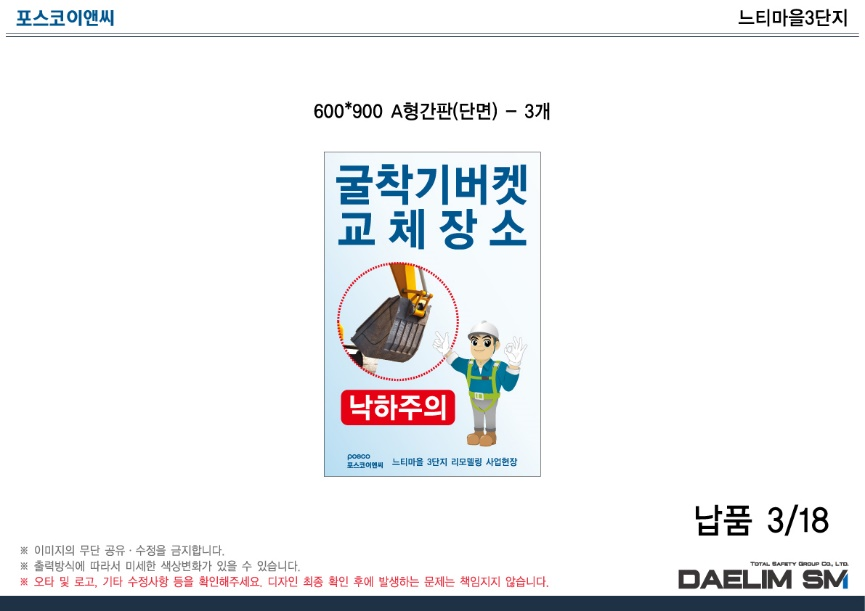 포스코이앤씨
느티마을3단지
600*900 A형간판(단면) - 3개
굴착기버켓
교체장소
낙하주의
posco
포스코이앤씨
느티마을 3단지 리모델링 사업현장
납품 3/18
※ 이미지의 무단 공유·수정을 금지합니다.
※ 출력방식에 따라서 미세한 색상변화가 있을 수 있습니다.
※ 오타 및 로고, 기타 수정사항 등을 확인해주세요. 디자인 최종 확인 후에 발생하는 문제는 책임지지 않습니다.
TOTAL SAFETY GROUP CO., LTD.
DAELIM SM